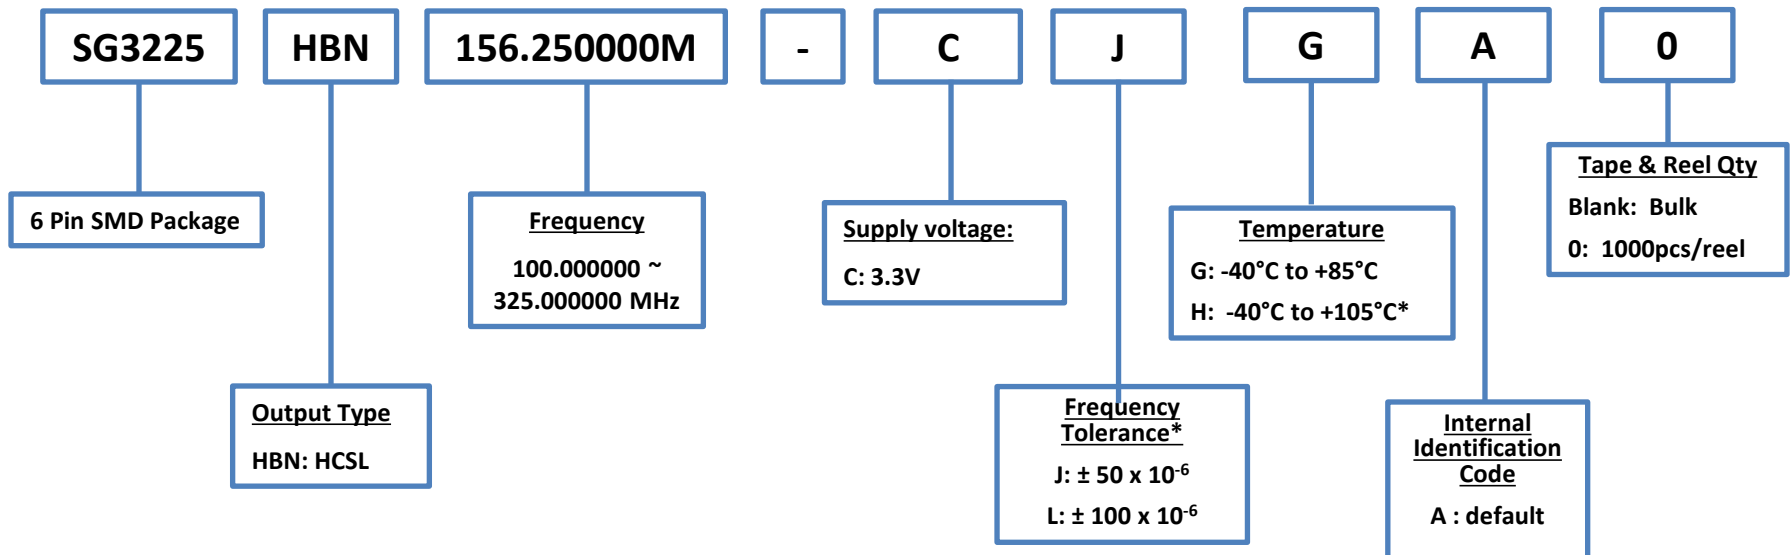 SG3225 HBN 156.250000M - C J G A 0
6 Pin SMD Package
Output Type
HBN: HCSL
Frequency
100.000000 ~
325.000000 MHz
Supply voltage:
C: 3.3V
Frequency
Tolerance*
J: ± 50 x 10⁻⁶
L: ± 100 x 10⁻⁶
Temperature
G: -40°C to +85°C
H: -40°C to +105°C*
Internal
Identification
Code
A : default
Tape & Reel Qty
Blank: Bulk
0: 1000pcs/reel